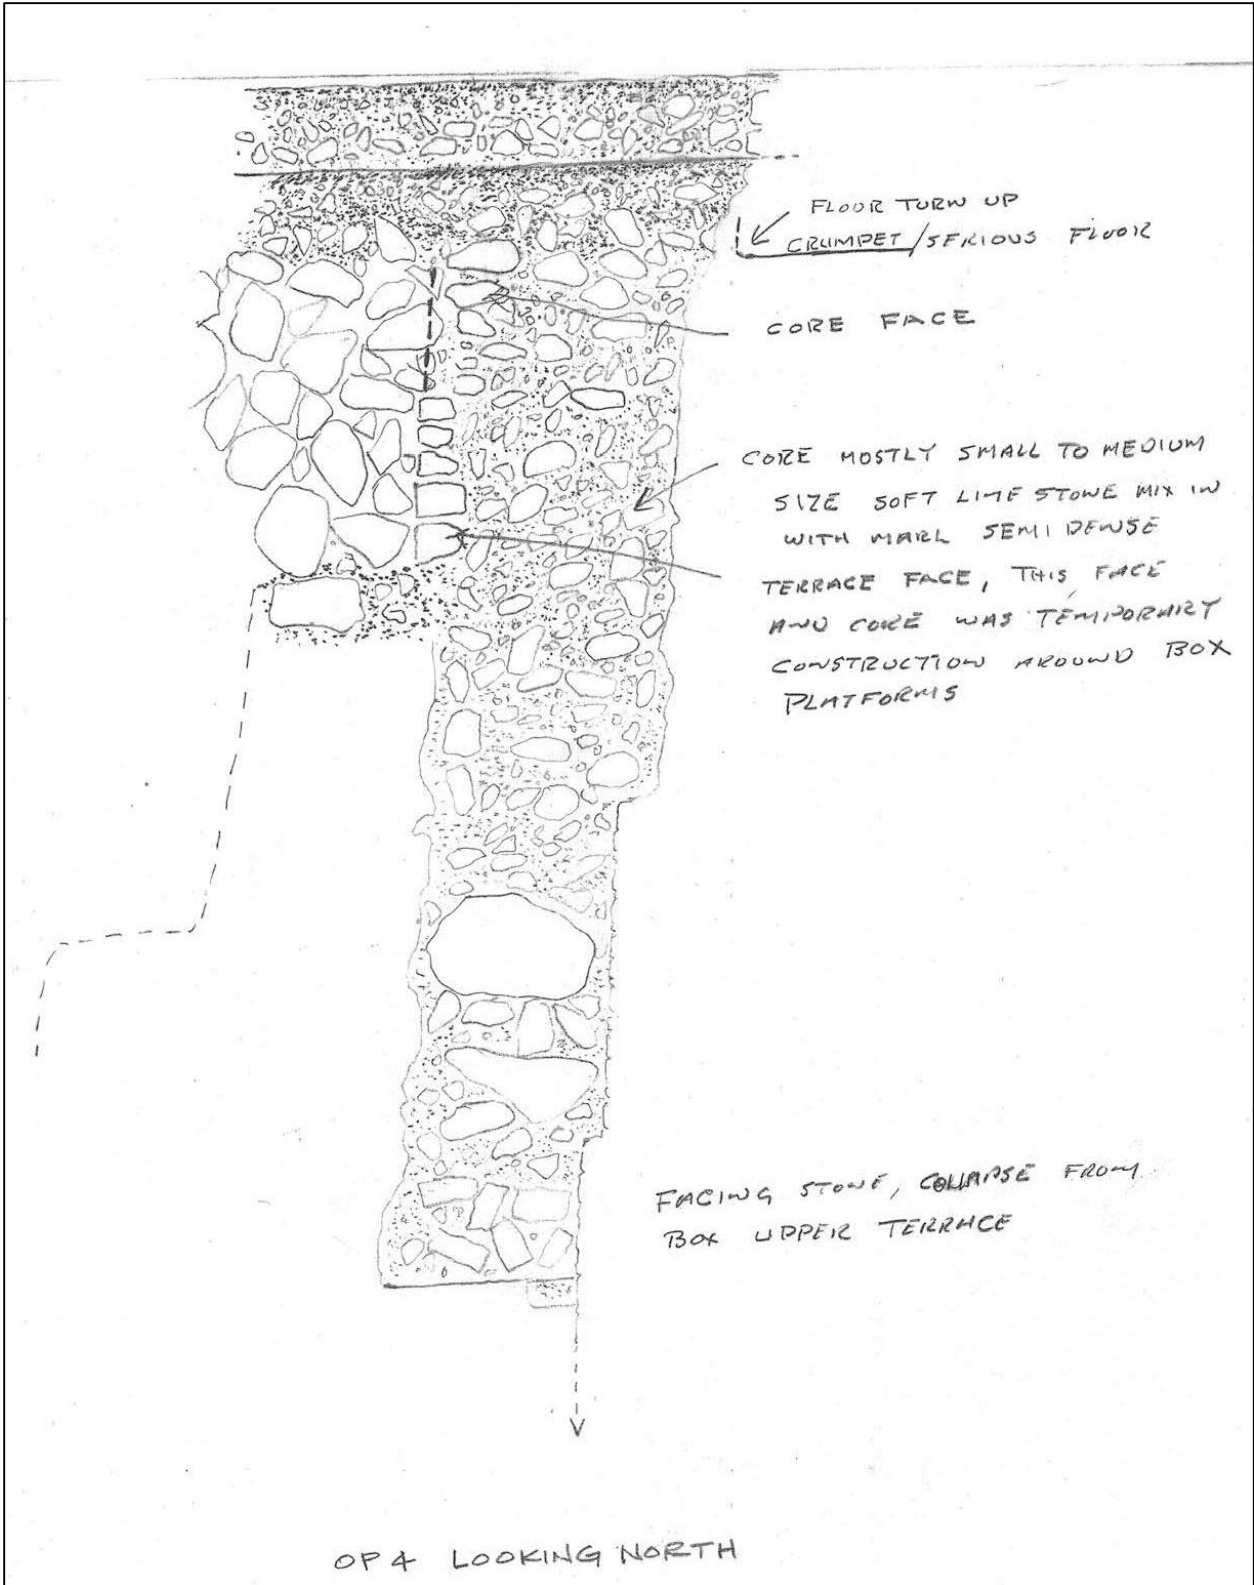 FLOOR TURN UP
CRUMPET/SERIOUS FLOOR
CORE FACE
CORE MOSTLY SMALL TO MEDIUM
SIZE SOFT LIMESTONE MIX IN
WITH MARL SEMI DENSE
TERRACE FACE, THIS FACE
AND CORE WAS TEMPORARY
CONSTRUCTION AROUND BOX
PLATFORMS
FACING STONE, COLLAPSE FROM
BOX UPPER TERRACE
OP 4 LOOKING NORTH